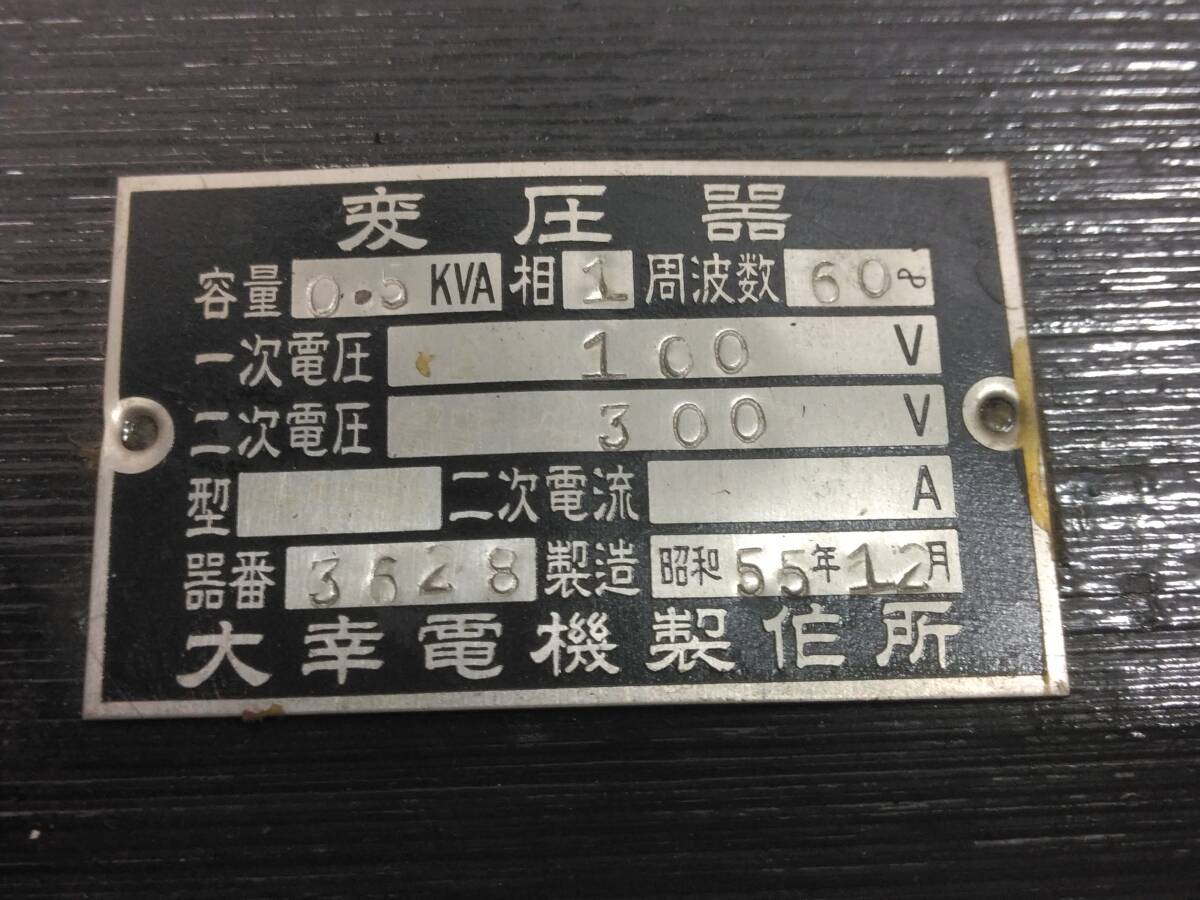 変圧器
容量 0.5 KVA 相 1 周波数 60∾
一次電圧 100 V
二次電圧 300 V
型 二次電流 A
器番 3628 製造 昭和55年12月
大幸電機製作所